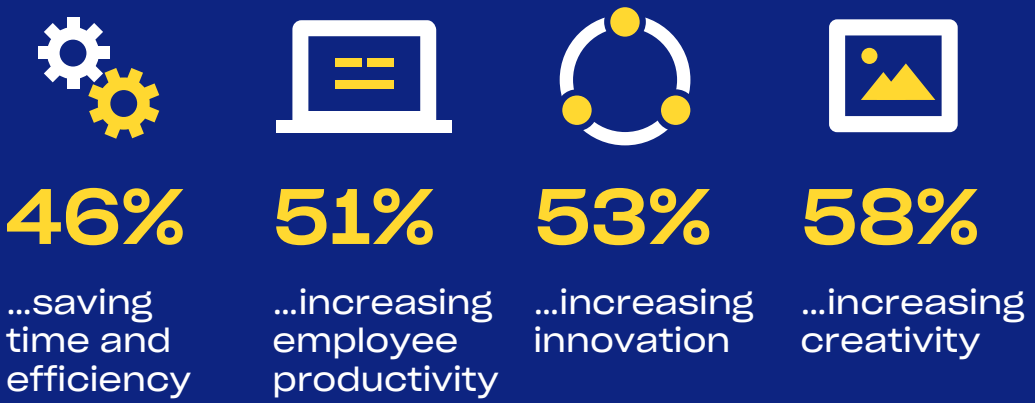 46%
...saving
time and
efficiency
51%
...increasing
employee
productivity
53%
...increasing
innovation
58%
...increasing
creativity